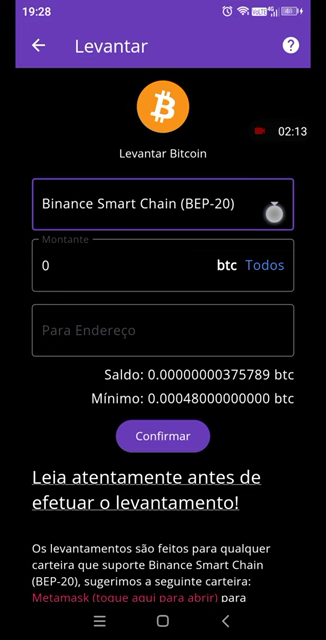 19:28
Levantar
02:13
Levantar Bitcoin
Binance Smart Chain (BEP-20)
Montante
0 btc Todos
Para Endereço
Saldo: 0.00000000375789 btc
Mínimo: 0.00048000000000 btc
Confirmar
Leia atentamente antes de
efetuar o levantamento!
Os levantamentos são feitos para qualquer
carteira que suporte Binance Smart Chain
(BEP-20), sugerimos a seguinte carteira:
Metamask (toque aqui para abrir) para